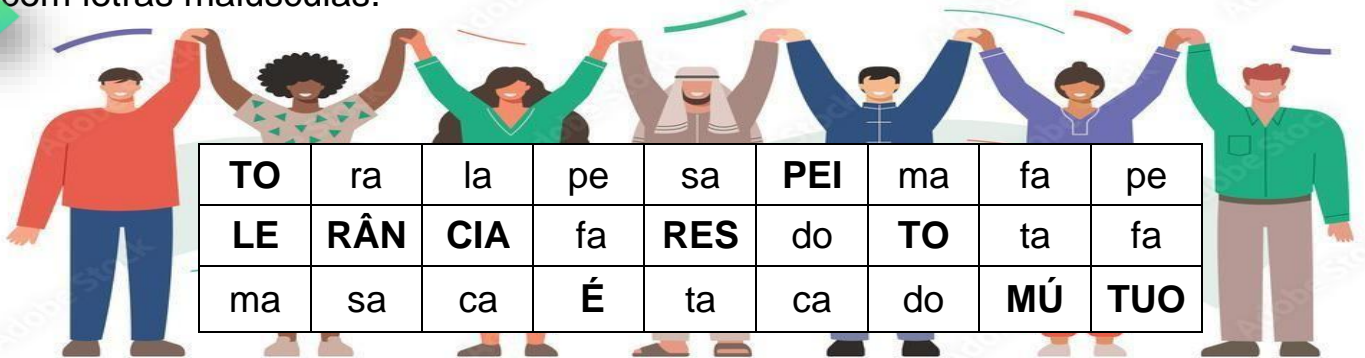 com letras maiúsculas.
TO ra la pe sa PEI ma fa pe
LE RÂN CIA fa RES do TO ta fa
ma sa ca É ta ca do MÚ TUO